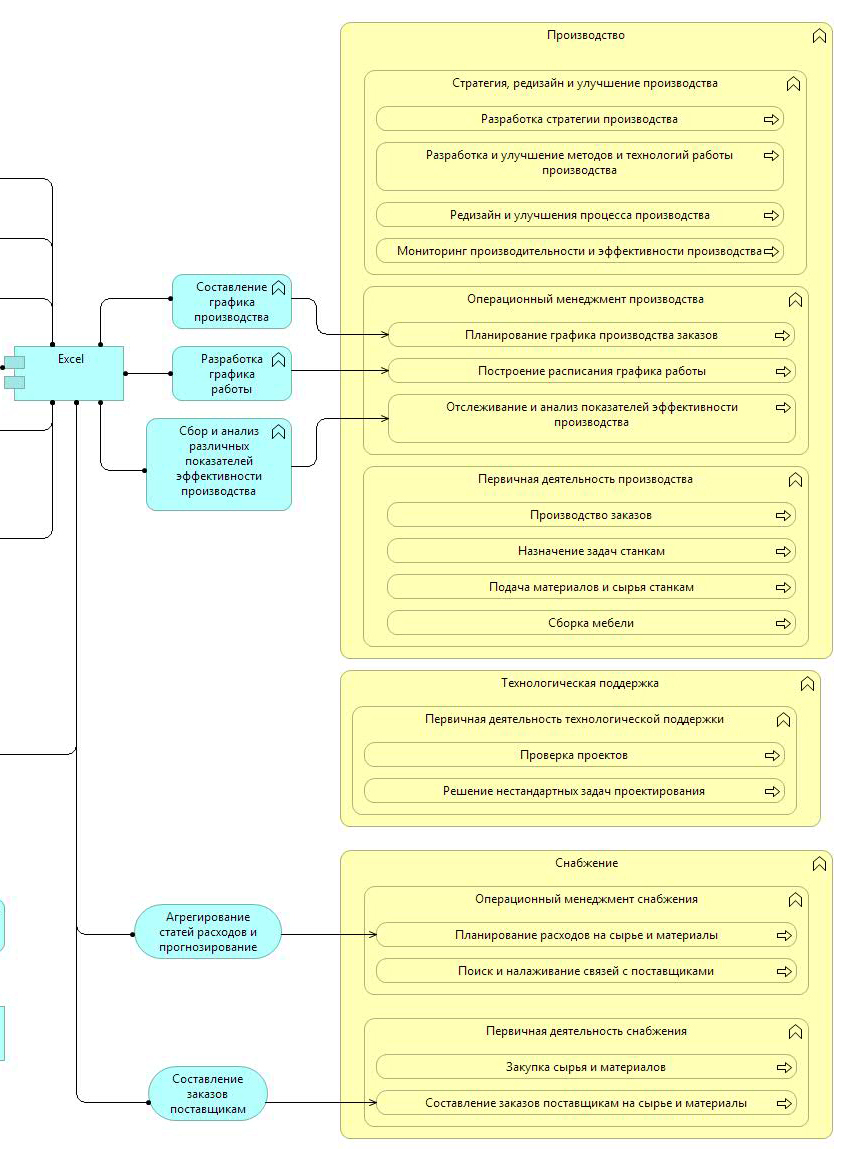 Производство
Стратегия, редизайн и улучшение производства
Разработка стратегии производства
Разработка и улучшение методов и технологий работы
производства
Редизайн и улучшения процесса производства
Мониторинг производительности и эффективности производства
Составление
графика
производства
Операционный менеджмент производства
Планирование графика производства заказов
Excel
Разработка
графика
работы
Построение расписания графика работы
Сбор и анализ
различных
показателей
эффективности
производства
Отслеживание и анализ показателей эффективности
производства
Первичная деятельность производства
Производство заказов
Назначение задач станкам
Подача материалов и сырья станкам
Сборка мебели
Технологическая поддержка
Первичная деятельность технологической поддержки
Проверка проектов
Решение нестандартных задач проектирования
Снабжение
Операционный менеджмент снабжения
Агрегирование
статей расходов и
прогнозирование
Планирование расходов на сырье и материалы
Поиск и налаживание связей с поставщиками
Первичная деятельность снабжения
Закупка сырья и материалов
Составление
заказов
поставщикам
Составление заказов поставщикам на сырье и материалы